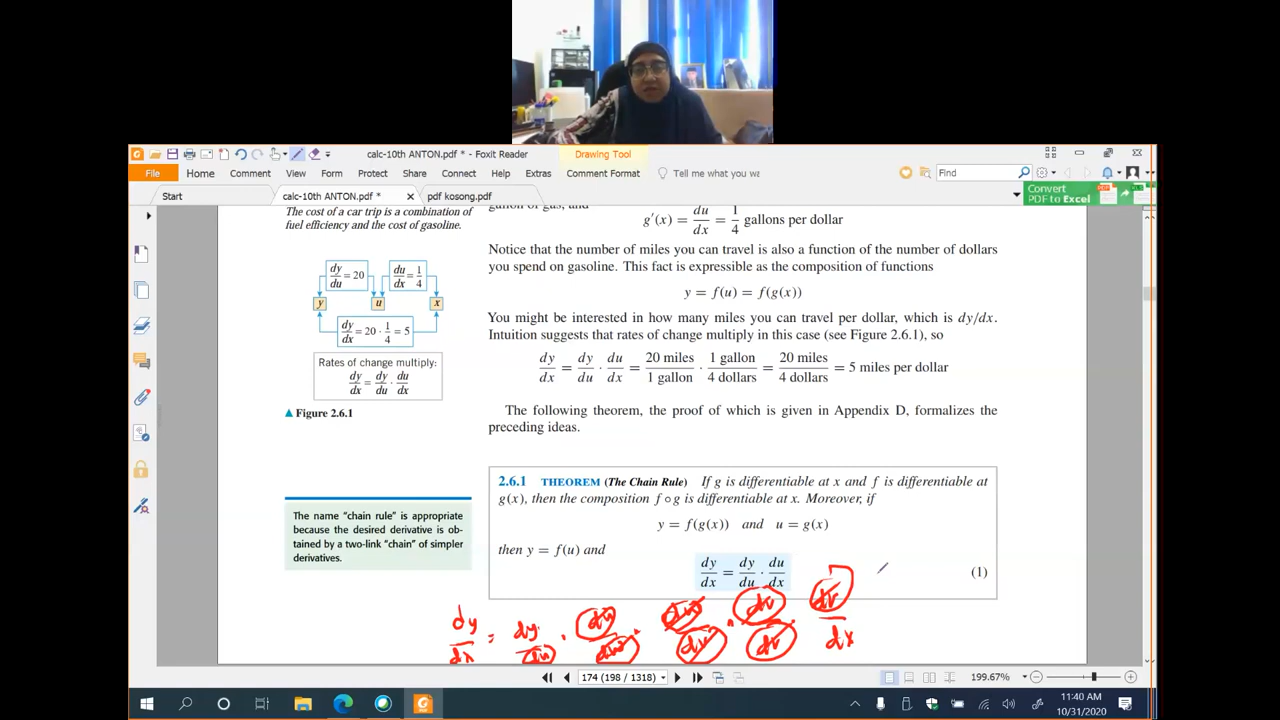 calc-10th ANTON.pdf * - Foxit Reader
Drawing Tool
File Home Comment View Form Protect Share Connect Help Extras Comment Format Tell me what you wa Find
Start calc-10th ANTON.pdf * pdf kosong.pdf
Convert
PDF to Excel
The cost of a car trip is a combination of
fuel efficiency and the cost of gasoline.
dy/du = 20 du/dx = 1/4
y u x
dy/dx = 20 · 1/4 = 5
Rates of change multiply:
dy/dx = dy/du · du/dx
▲ Figure 2.6.1
The name “chain rule” is appropriate
because the desired derivative is ob-
tained by a two-link “chain” of simpler
derivatives.
gallon of gas, and
g′(x) = du/dx = 1/4 gallons per dollar
Notice that the number of miles you can travel is also a function of the number of dollars
you spend on gasoline. This fact is expressible as the composition of functions
y = f(u) = f(g(x))
You might be interested in how many miles you can travel per dollar, which is dy/dx.
Intuition suggests that rates of change multiply in this case (see Figure 2.6.1), so
dy/dx = dy/du · du/dx = 20 miles/1 gallon · 1 gallon/4 dollars = 20 miles/4 dollars = 5 miles per dollar
The following theorem, the proof of which is given in Appendix D, formalizes the
preceding ideas.
2.6.1 THEOREM (The Chain Rule) If g is differentiable at x and f is differentiable at
g(x), then the composition f ∘ g is differentiable at x. Moreover, if
y = f(g(x)) and u = g(x)
then y = f(u) and
dy/dx = dy/du · du/dx (1)
dy/dx = dy/du ·
dx
174 (198 / 1318)
199.67%
11:40 AM
10/31/2020